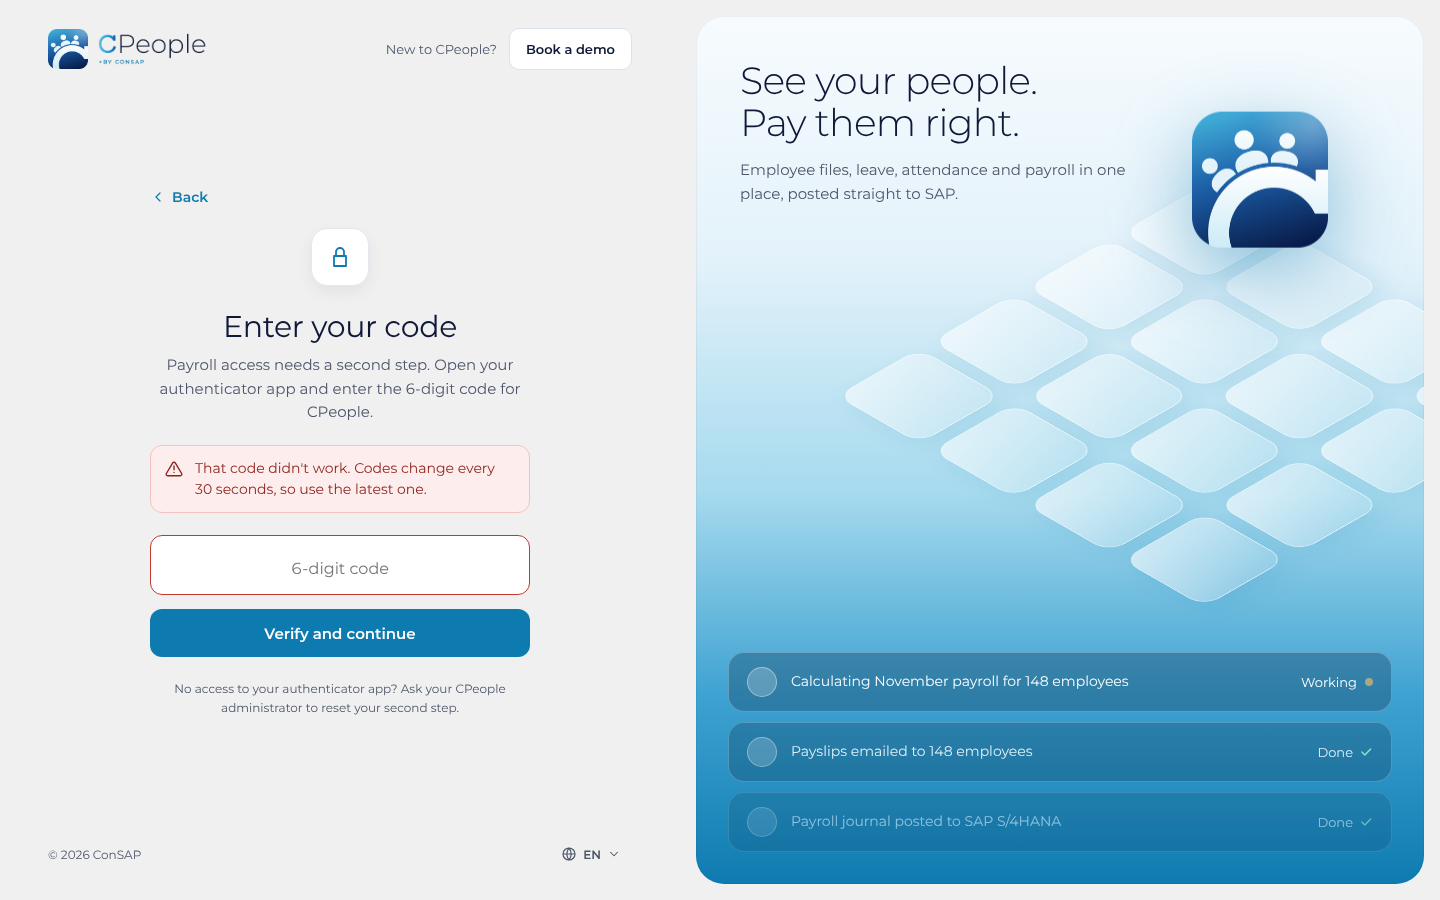 CPeople
BY CONSAP
New to CPeople?
Book a demo
Back
Enter your code
Payroll access needs a second step. Open your
authenticator app and enter the 6-digit code for
CPeople.
That code didn't work. Codes change every
30 seconds, so use the latest one.
6-digit code
Verify and continue
No access to your authenticator app? Ask your CPeople
administrator to reset your second step.
© 2026 ConSAP
EN
See your people.
Pay them right.
Employee files, leave, attendance and payroll in one
place, posted straight to SAP.
Calculating November payroll for 148 employees
Working
Payslips emailed to 148 employees
Done
Payroll journal posted to SAP S/4HANA
Done